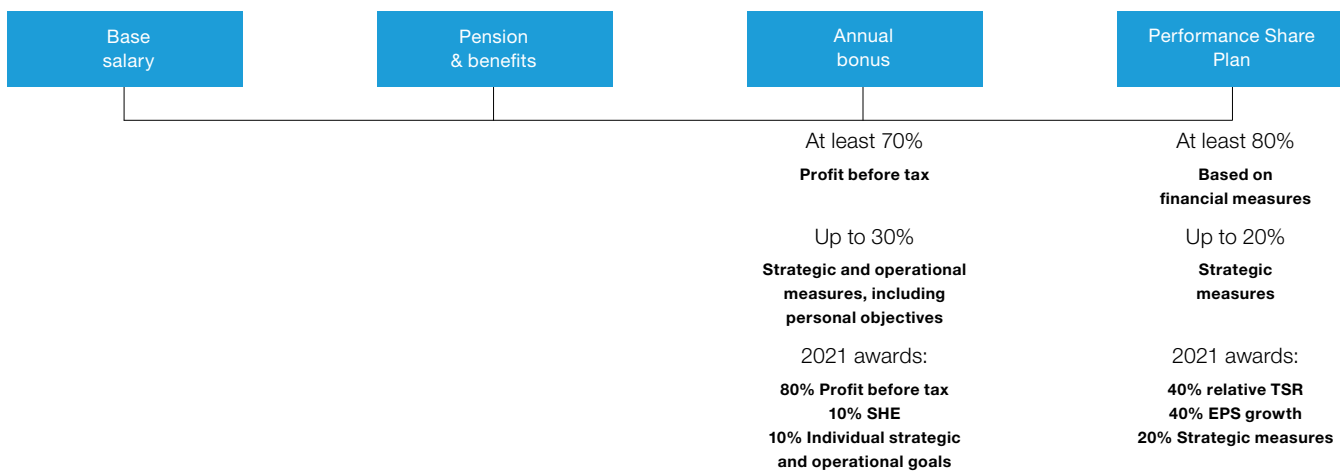 Base
salary
Pension
& benefits
Annual
bonus
Performance Share
Plan
At least 70%
Profit before tax
Up to 30%
Strategic and operational
measures, including
personal objectives
2021 awards:
80% Profit before tax
10% SHE
10% Individual strategic
and operational goals
At least 80%
Based on
financial measures
Up to 20%
Strategic
measures
2021 awards:
40% relative TSR
40% EPS growth
20% Strategic measures